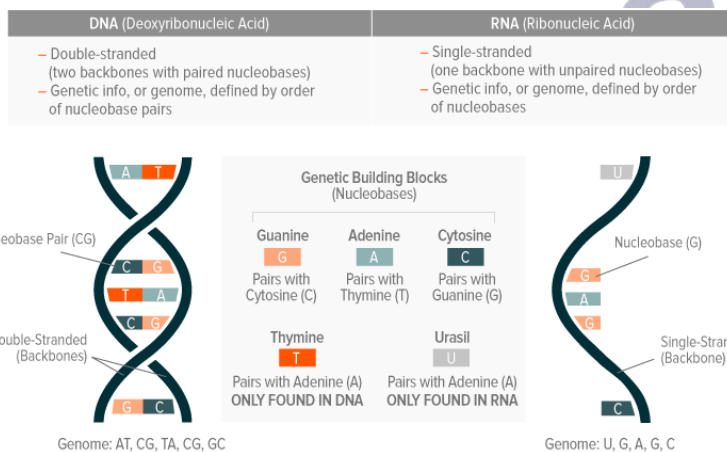 DNA (Deoxyribonucleic Acid)
– Double-stranded
(two backbones with paired nucleobases)
– Genetic info, or genome, defined by order
of nucleobase pairs
RNA (Ribonucleic Acid)
– Single-stranded
(one backbone with unpaired nucleobases)
– Genetic info, or genome, defined by order
of nucleobases
A T
eobase Pair (CG)
C G
T A
C G
ouble-Stranded
(Backbones)
G C
Genome: AT, CG, TA, CG, GC
Genetic Building Blocks
(Nucleobases)
Guanine
G
Pairs with
Cytosine (C)
Adenine
A
Pairs with
Thymine (T)
Cytosine
C
Pairs with
Guanine (G)
Thymine
T
Pairs with Adenine (A)
ONLY FOUND IN DNA
Urasil
U
Pairs with Adenine (A)
ONLY FOUND IN RNA
U
Nucleobase (G)
G
A
G
Single-Stran
(Backbone)
C
Genome: U, G, A, G, C